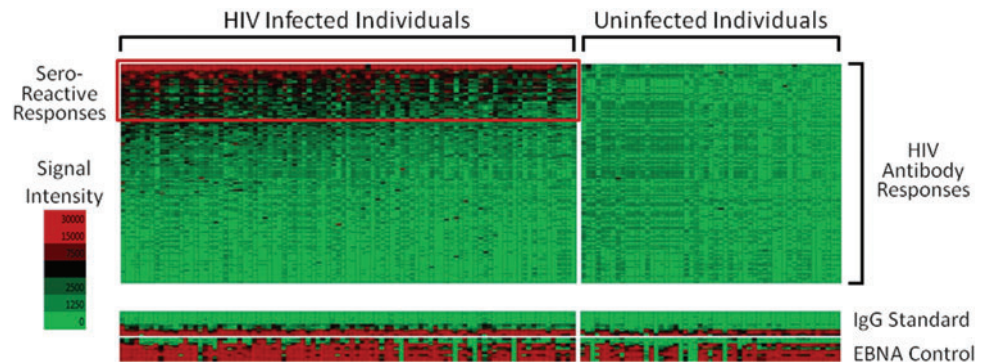 HIV Infected Individuals
Uninfected Individuals
Sero-
Reactive
Responses
Signal
Intensity
30000
15000
7500
2500
1250
0
HIV
Antibody
Responses
IgG Standard
EBNA Control